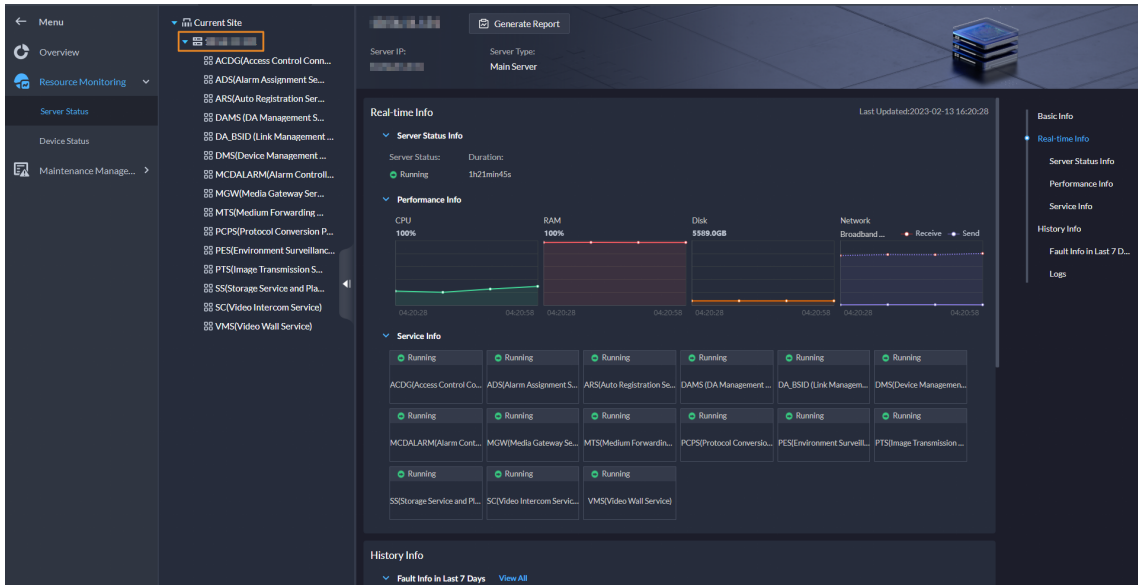 Menu
Overview
Resource Monitoring
Server Status
Device Status
Maintenance Manage...
Current Site
ACDG(Access Control Conn...
ADS(Alarm Assignment Se...
ARS(Auto Registration Ser...
DAMS (DA Management S...
DA_BSID (Link Management ...
DMS(Device Management ...
MCDALARM(Alarm Controll...
MGW(Media Gateway Ser...
MTS(Medium Forwarding ...
PCPS(Protocol Conversion P...
PES(Environment Surveillanc...
PTS(Image Transmission S...
SS(Storage Service and Pla...
SC(Video Intercom Service)
VMS(Video Wall Service)
Generate Report
Server IP:
Server Type:
Main Server
Real-time Info
Last Updated:2023-02-13 16:20:28
Server Status Info
Server Status: Duration:
Running 1h21min45s
Performance Info
CPU RAM Disk Network
100% 100% 5589.0GB Broadband ... Receive Send
04:20:28 04:20:58 04:20:28 04:20:58 04:20:28 04:20:58 04:20:28 04:20:58
Service Info
Running Running Running Running Running Running
ACDG(Access Control Co... ADS(Alarm Assignment S... ARS(Auto Registration Se... DAMS (DA Management ... DA_BSID (Link Managem... DMS(Device Managemen...
Running Running Running Running Running Running
MCDALARM(Alarm Cont... MGW(Media Gateway Se... MTS(Medium Forwardin... PCPS(Protocol Conversio... PES(Environment Surveill... PTS(Image Transmission ...
Running Running Running
SS(Storage Service and Pl... SC(Video Intercom Servic... VMS(Video Wall Service)
History Info
Fault Info in Last 7 Days View All
Basic Info
Real-time Info
Server Status Info
Performance Info
Service Info
History Info
Fault Info in Last 7 D...
Logs